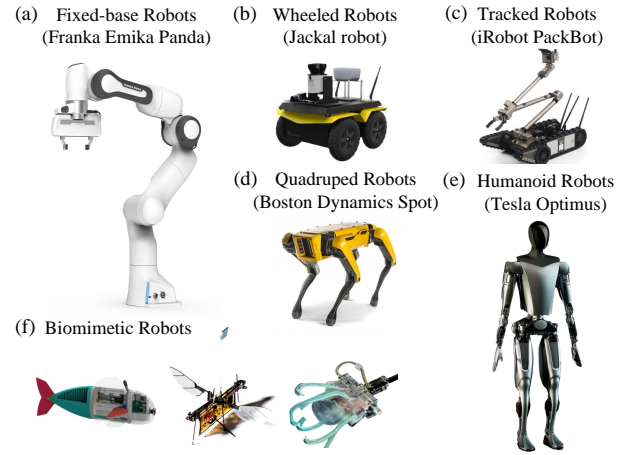 (a) Fixed-base Robots
(Franka Emika Panda)
(b) Wheeled Robots
(Jackal robot)
(c) Tracked Robots
(iRobot PackBot)
(d) Quadruped Robots
(Boston Dynamics Spot)
(e) Humanoid Robots
(Tesla Optimus)
(f) Biomimetic Robots